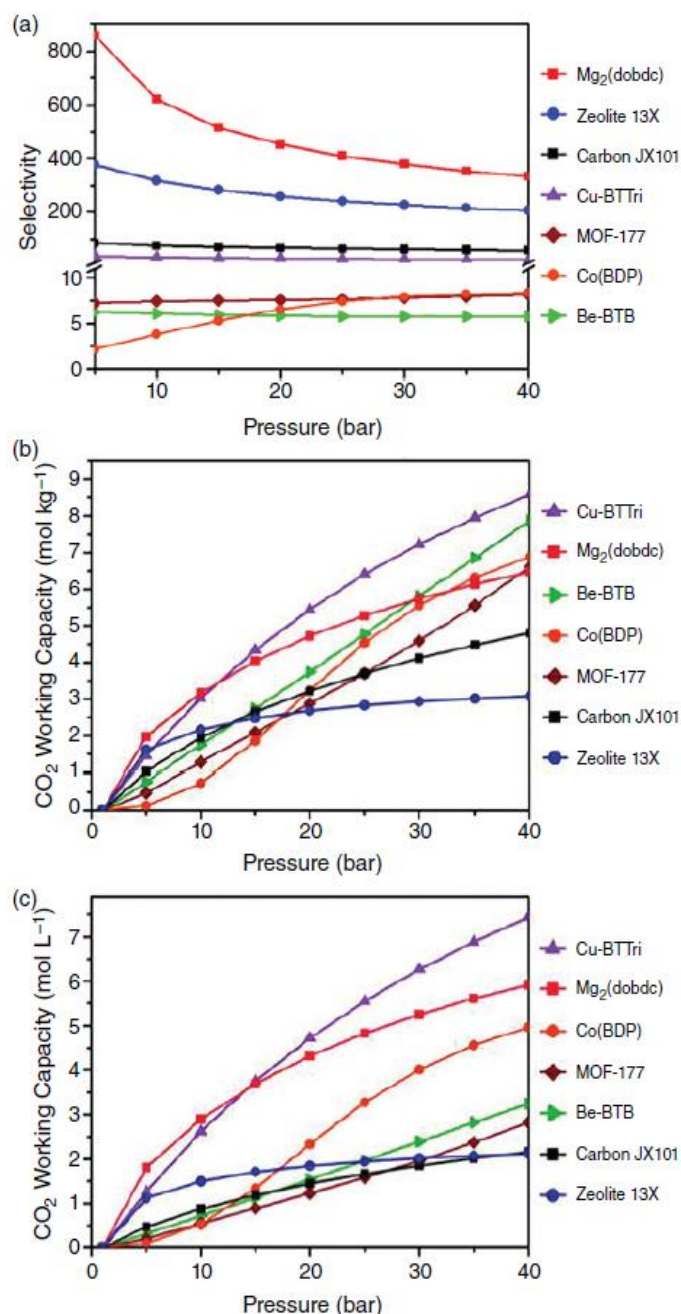 (a)
800
600
400
200
10
5
0
Selectivity
10 20 30 40
Pressure (bar)
Mg₂(dobdc)
Zeolite 13X
Carbon JX101
Cu-BTTri
MOF-177
Co(BDP)
Be-BTB
(b)
9
8
7
6
5
4
3
2
1
0
CO₂ Working Capacity (mol kg⁻¹)
0 10 20 30 40
Pressure (bar)
Cu-BTTri
Mg₂(dobdc)
Be-BTB
Co(BDP)
MOF-177
Carbon JX101
Zeolite 13X
(c)
7
6
5
4
3
2
1
0
CO₂ Working Capacity (mol L⁻¹)
0 10 20 30 40
Pressure (bar)
Cu-BTTri
Mg₂(dobdc)
Co(BDP)
MOF-177
Be-BTB
Carbon JX101
Zeolite 13X